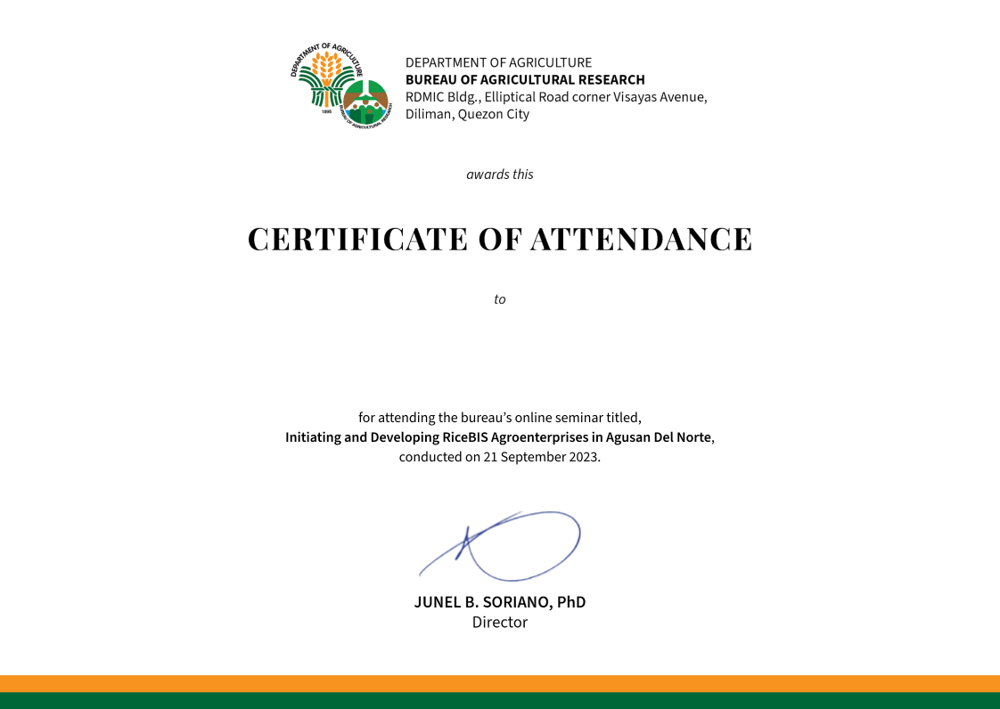 DEPARTMENT OF AGRICULTURE
1898
BUREAU OF AGRICULTURAL RESEARCH
DEPARTMENT OF AGRICULTURE
BUREAU OF AGRICULTURAL RESEARCH
RDMIC Bldg., Elliptical Road corner Visayas Avenue,
Diliman, Quezon City
awards this
CERTIFICATE OF ATTENDANCE
to
for attending the bureau’s online seminar titled,
Initiating and Developing RiceBIS Agroenterprises in Agusan Del Norte,
conducted on 21 September 2023.
JUNEL B. SORIANO, PhD
Director